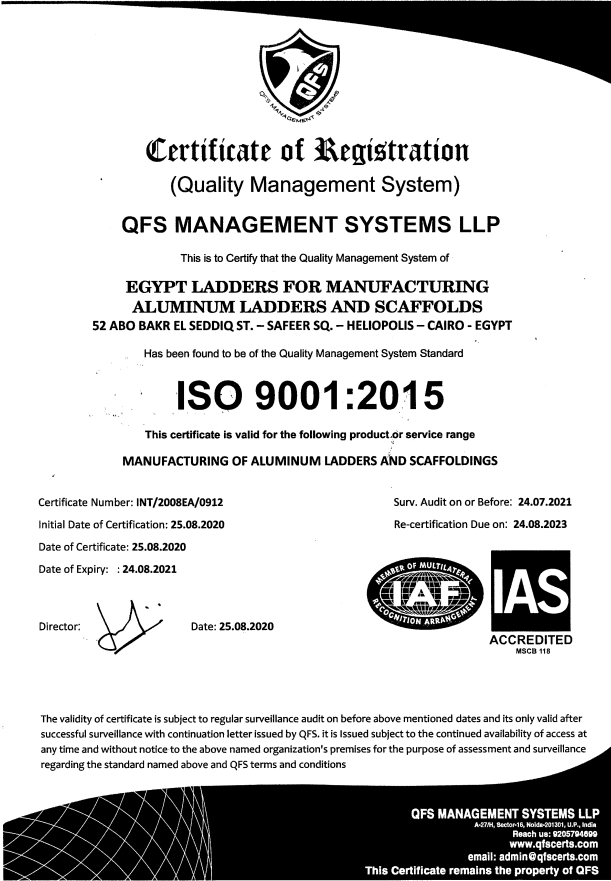 QFS
QFS MANAGEMENT SYSTEMS
Certificate of Registration
(Quality Management System)
QFS MANAGEMENT SYSTEMS LLP
This is to Certify that the Quality Management System of
EGYPT LADDERS FOR MANUFACTURING
ALUMINUM LADDERS AND SCAFFOLDS
52 ABO BAKR EL SEDDIQ ST. – SAFEER SQ. – HELIOPOLIS – CAIRO - EGYPT
Has been found to be of the Quality Management System Standard
ISO 9001:2015
This certificate is valid for the following product or service range
MANUFACTURING OF ALUMINUM LADDERS AND SCAFFOLDINGS
Certificate Number: INT/2008EA/0912
Surv. Audit on or Before: 24.07.2021
Initial Date of Certification: 25.08.2020
Re-certification Due on: 24.08.2023
Date of Certificate: 25.08.2020
Date of Expiry: : 24.08.2021
MEMBER OF MULTILATERAL
IAF
RECOGNITION ARRANGEMENT
IAS
ACCREDITED
MSCB 118
Director:
Date: 25.08.2020
The validity of certificate is subject to regular surveillance audit on before above mentioned dates and its only valid after
successful surveillance with continuation letter issued by QFS. it is Issued subject to the continued availability of access at
any time and without notice to the above named organization's premises for the purpose of assessment and surveillance
regarding the standard named above and QFS terms and conditions
QFS MANAGEMENT SYSTEMS LLP
A-27/H, Sector-16, Noida-201301, U.P., India
Reach us: 9205794699
www.qfscerts.com
email: admin@qfscerts.com
This Certificate remains the property of QFS